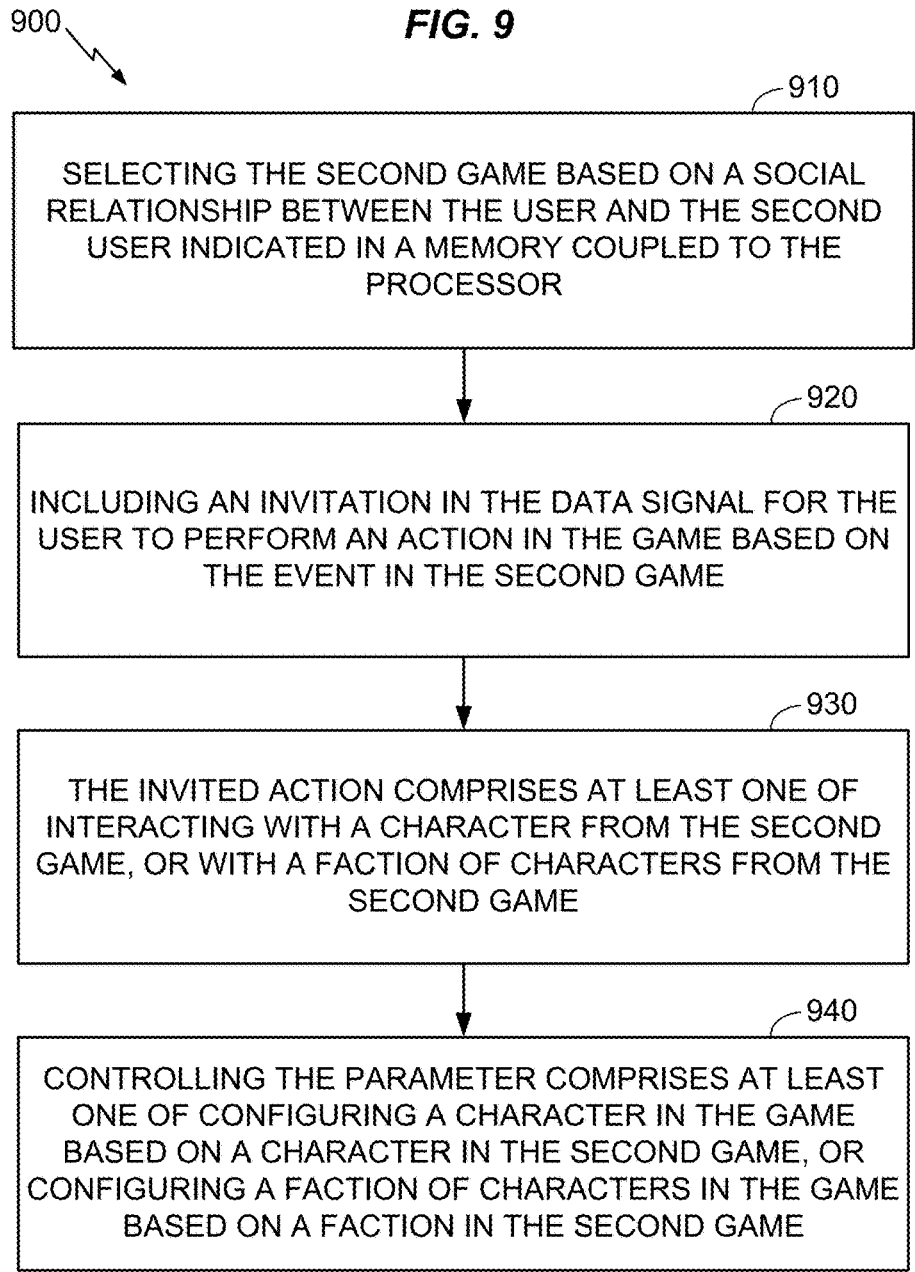 FIG. 9
900
910
SELECTING THE SECOND GAME BASED ON A SOCIAL
RELATIONSHIP BETWEEN THE USER AND THE SECOND
USER INDICATED IN A MEMORY COUPLED TO THE
PROCESSOR
920
INCLUDING AN INVITATION IN THE DATA SIGNAL FOR THE
USER TO PERFORM AN ACTION IN THE GAME BASED ON
THE EVENT IN THE SECOND GAME
930
THE INVITED ACTION COMPRISES AT LEAST ONE OF
INTERACTING WITH A CHARACTER FROM THE SECOND
GAME, OR WITH A FACTION OF CHARACTERS FROM THE
SECOND GAME
940
CONTROLLING THE PARAMETER COMPRISES AT LEAST
ONE OF CONFIGURING A CHARACTER IN THE GAME
BASED ON A CHARACTER IN THE SECOND GAME, OR
CONFIGURING A FACTION OF CHARACTERS IN THE GAME
BASED ON A FACTION IN THE SECOND GAME